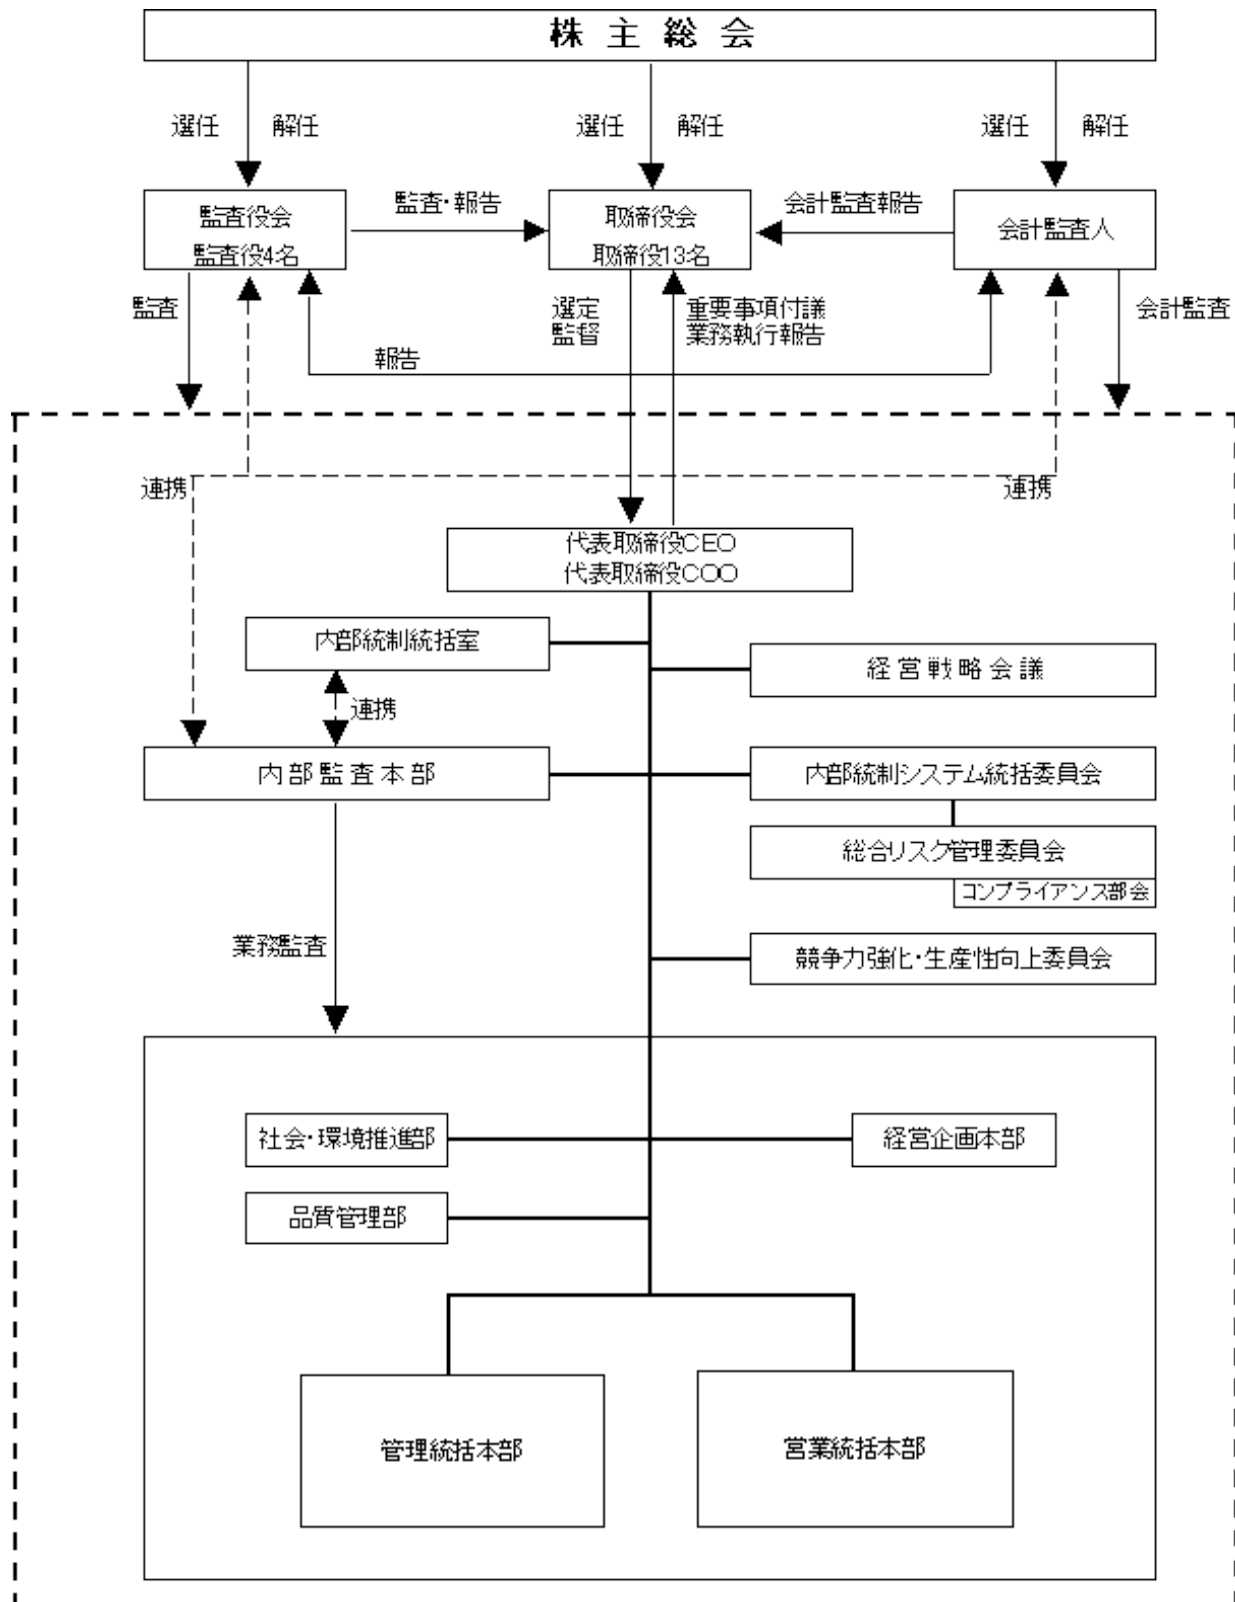 株主総会
選任 解任
選任 解任
選任 解任
監査役会
監査役4名
監査・報告
取締役会
取締役13名
会計監査報告
会計監査人
監査
選定
監督
重要事項付議
業務執行報告
会計監査
報告
連携
連携
代表取締役CEO
代表取締役COO
内部統制統括室
経営戦略会議
連携
内部監査本部
内部統制システム統括委員会
総合リスク管理委員会
コンプライアンス部会
業務監査
競争力強化・生産性向上委員会
社会・環境推進部
経営企画本部
品質管理部
管理統括本部
営業統括本部